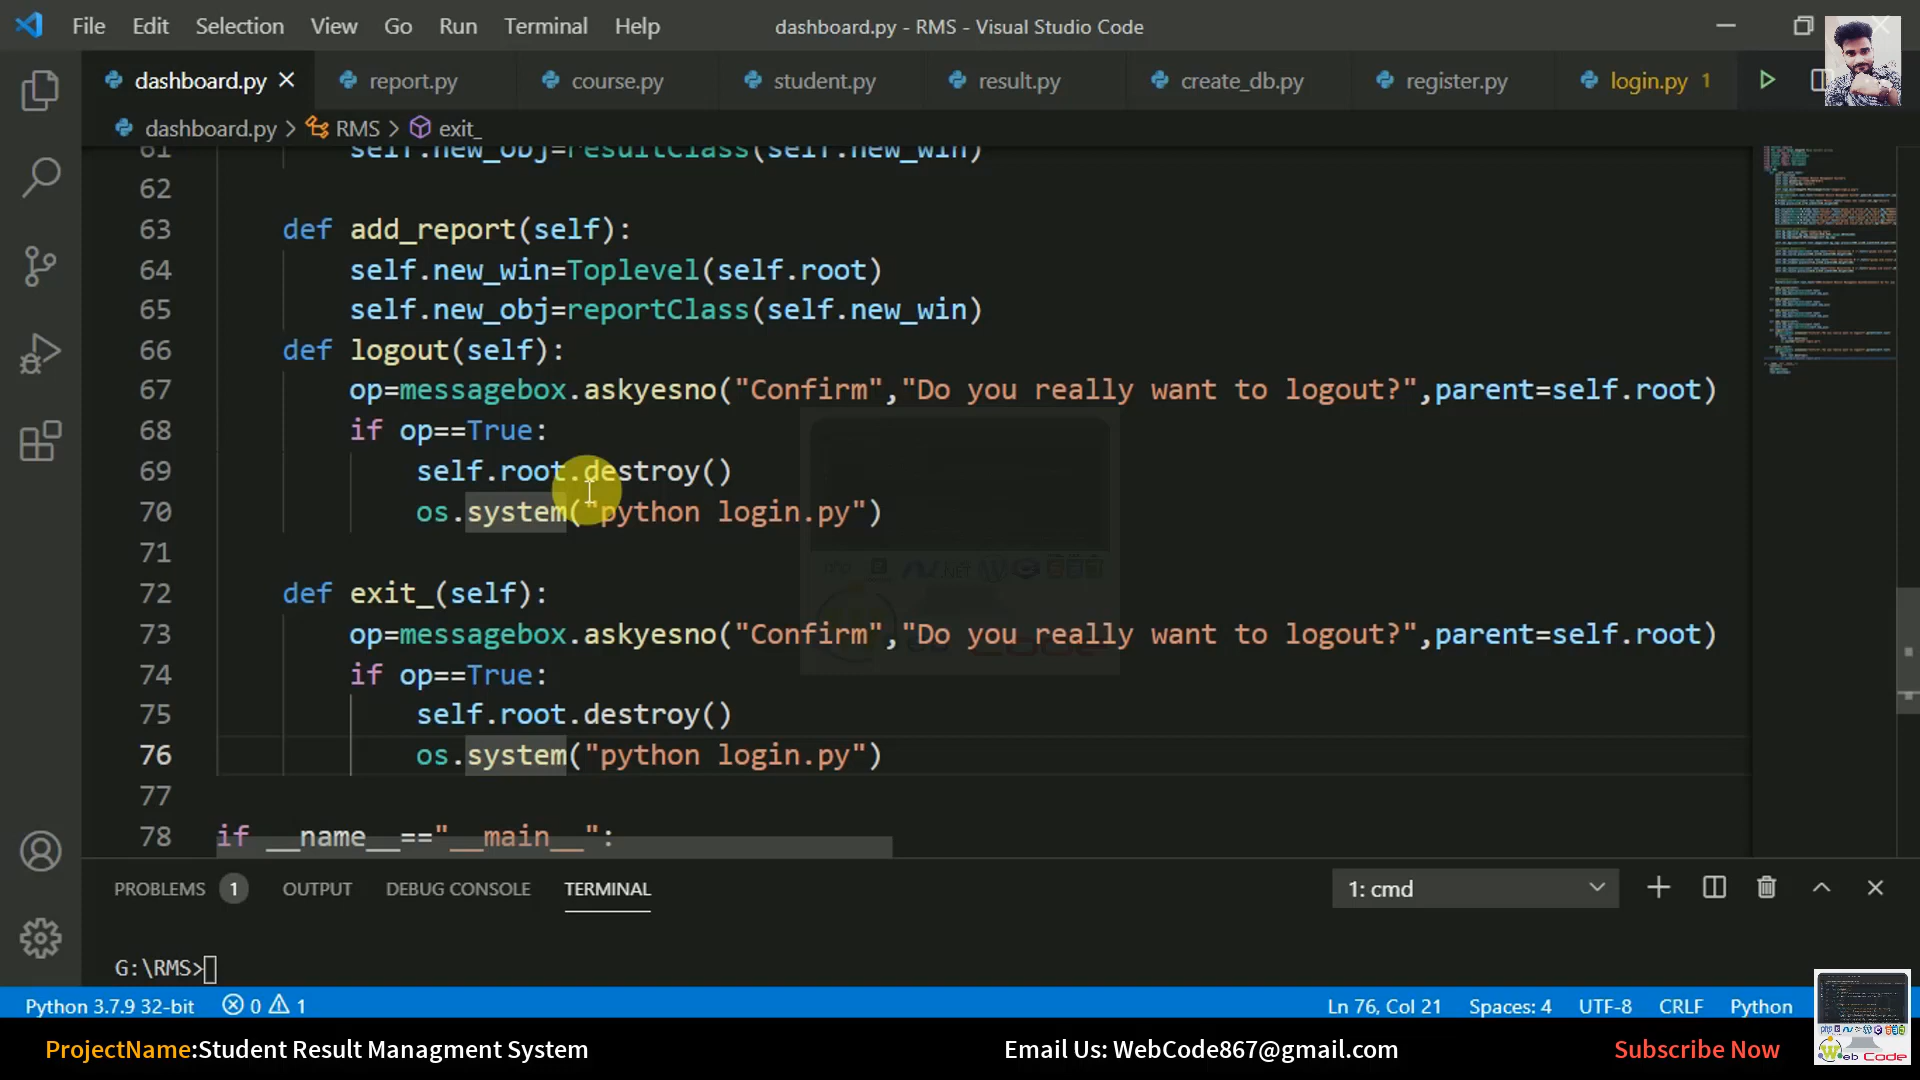 File Edit Selection View Go Run Terminal Help dashboard.py - RMS - Visual Studio Code
dashboard.py report.py course.py student.py result.py create_db.py register.py login.py 1
dashboard.py > RMS > exit_
61 self.new_obj=resultClass(self.new_win)
62
63 def add_report(self):
64 self.new_win=Toplevel(self.root)
65 self.new_obj=reportClass(self.new_win)
66 def logout(self):
67 op=messagebox.askyesno("Confirm","Do you really want to logout?",parent=self.root)
68 if op==True:
69 self.root.destroy()
70 os.system("python login.py")
71
72 def exit_(self):
73 op=messagebox.askyesno("Confirm","Do you really want to logout?",parent=self.root)
74 if op==True:
75 self.root.destroy()
76 os.system("python login.py")
77
78 if __name__=="__main__":
PROBLEMS 1 OUTPUT DEBUG CONSOLE TERMINAL 1: cmd
G:\RMS>
Python 3.7.9 32-bit 0 1 Ln 76, Col 21 Spaces: 4 UTF-8 CRLF Python
ProjectName:Student Result Managment System Email Us: WebCode867@gmail.com Subscribe Now
Web Code